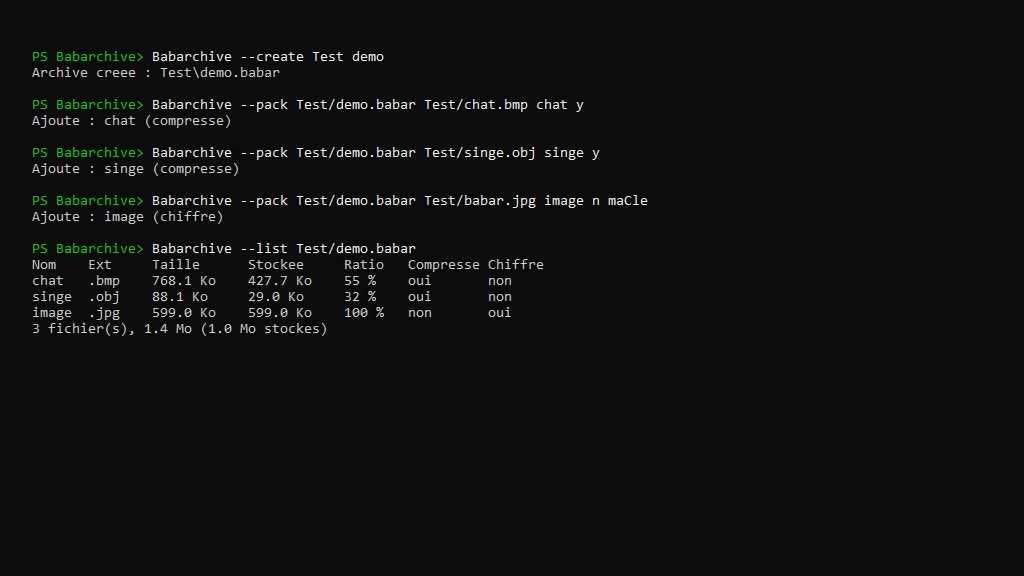 PS Babarchive> Babarchive --create Test demo
Archive creee : Test\demo.babar
PS Babarchive> Babarchive --pack Test/demo.babar Test/chat.bmp chat y
Ajoute : chat (compresse)
PS Babarchive> Babarchive --pack Test/demo.babar Test/singe.obj singe y
Ajoute : singe (compresse)
PS Babarchive> Babarchive --pack Test/demo.babar Test/babar.jpg image n maCle
Ajoute : image (chiffre)
PS Babarchive> Babarchive --list Test/demo.babar
Nom    Ext     Taille      Stockee     Ratio   Compresse Chiffre
chat   .bmp    768.1 Ko    427.7 Ko    55 %    oui       non
singe  .obj    88.1 Ko     29.0 Ko     32 %    oui       non
image  .jpg    599.0 Ko    599.0 Ko    100 %   non       oui
3 fichier(s), 1.4 Mo (1.0 Mo stockes)